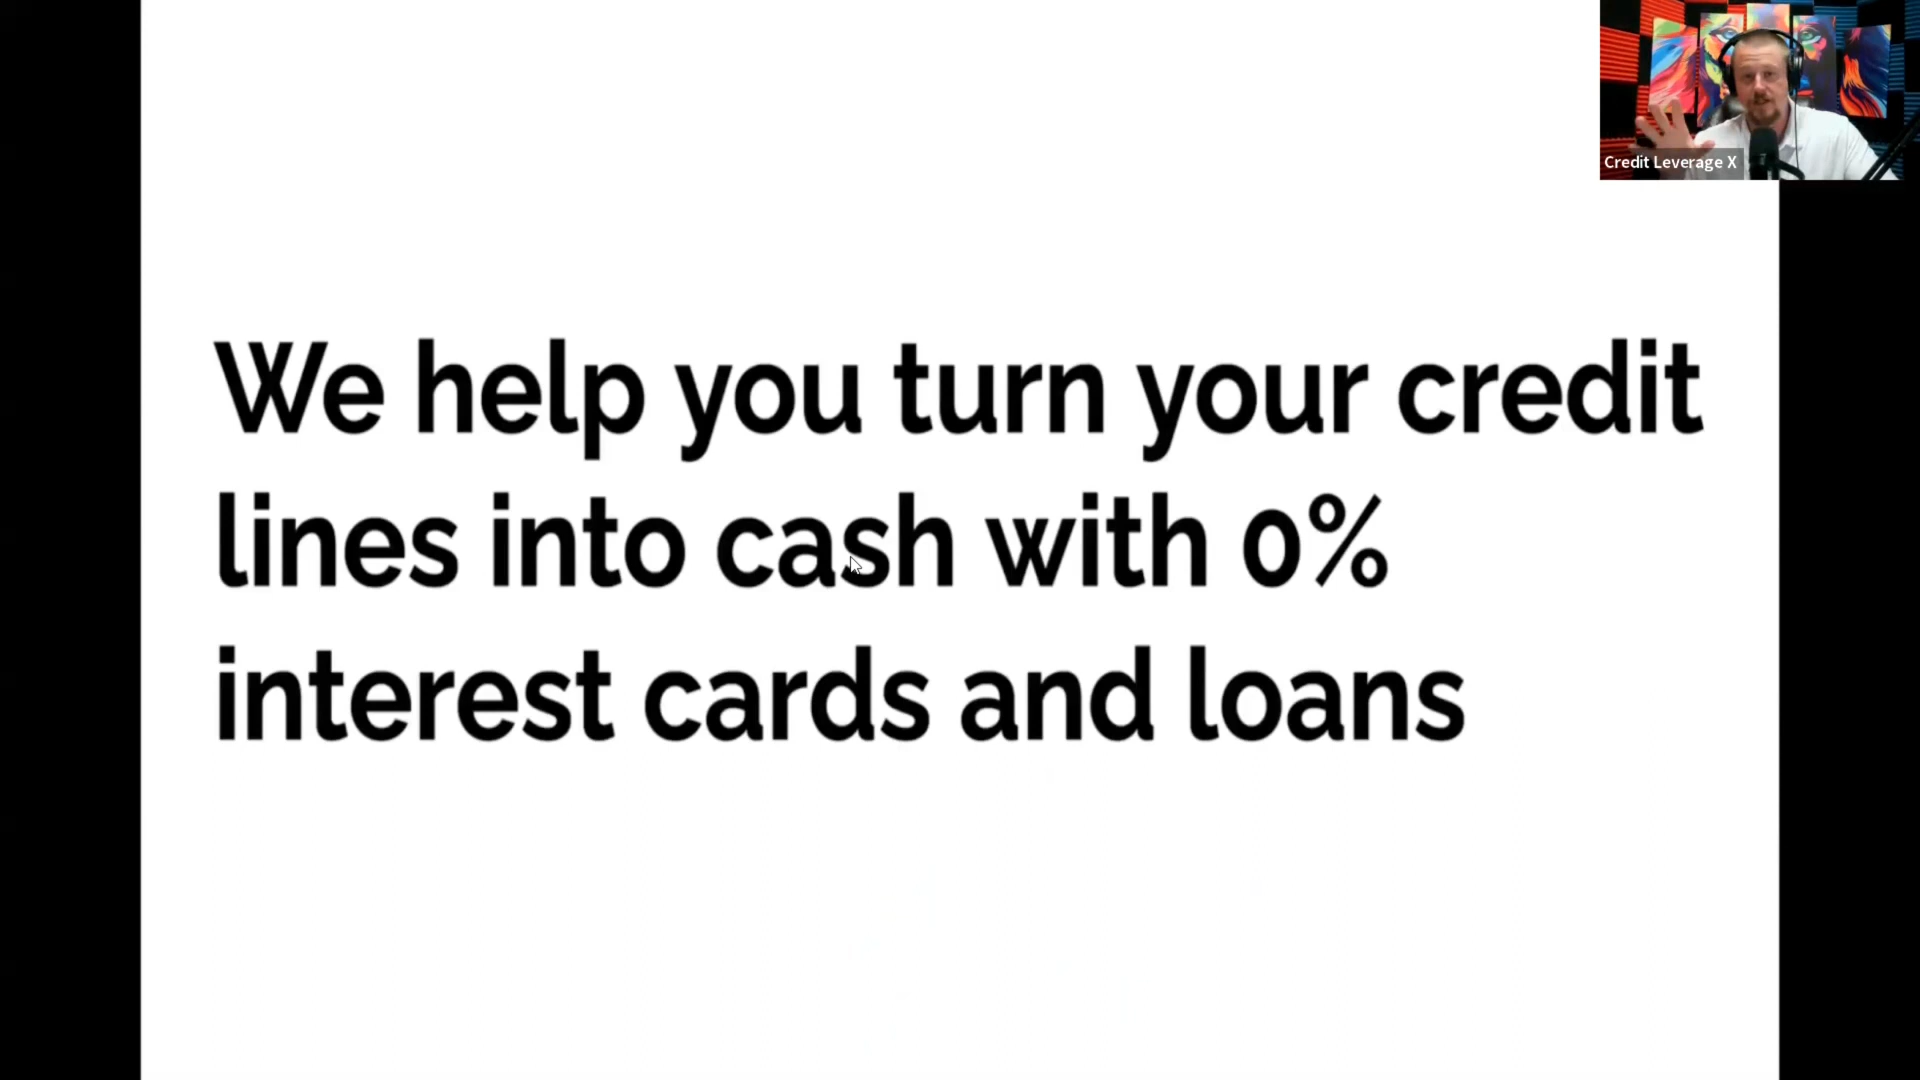 Credit Leverage X
We help you turn your credit
lines into cash with 0%
interest cards and loans